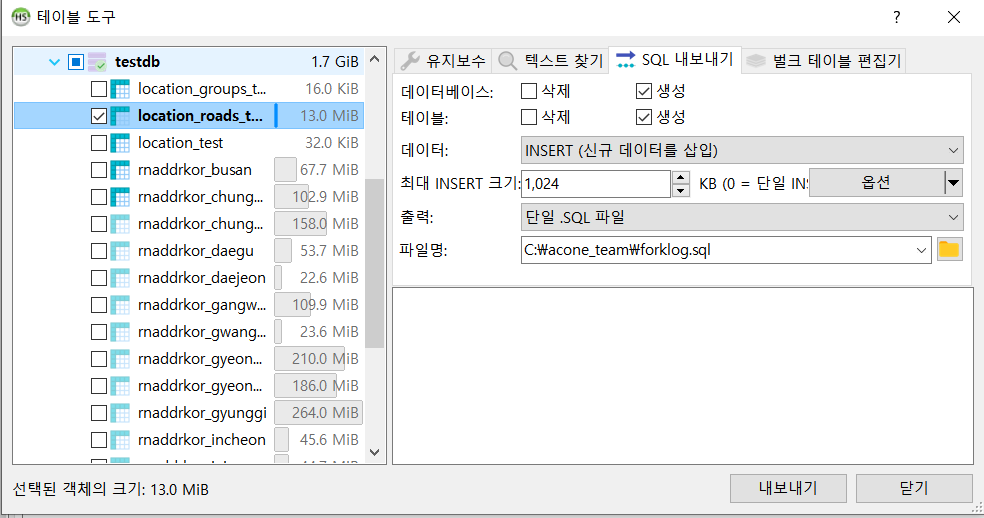 HS 테이블 도구
testdb 1.7 GiB
location_groups_t... 16.0 KiB
location_roads_t... 13.0 MiB
location_test 32.0 KiB
rnaddrkor_busan 67.7 MiB
rnaddrkor_chung... 102.9 MiB
rnaddrkor_chung... 158.0 MiB
rnaddrkor_daegu 53.7 MiB
rnaddrkor_daejeon 22.6 MiB
rnaddrkor_gangw... 109.9 MiB
rnaddrkor_gwang... 23.6 MiB
rnaddrkor_gyeon... 210.0 MiB
rnaddrkor_gyeon... 186.0 MiB
rnaddrkor_gyunggi 264.0 MiB
rnaddrkor_incheon 45.6 MiB
유지보수 텍스트 찾기 SQL 내보내기 벌크 테이블 편집기
데이터베이스: 삭제 생성
테이블: 삭제 생성
데이터: INSERT (신규 데이터를 삽입)
최대 INSERT 크기: 1,024 KB (0 = 단일 INS 옵션
출력: 단일 .SQL 파일
파일명: C:₩acone_team₩forklog.sql
선택된 객체의 크기: 13.0 MiB
내보내기 닫기